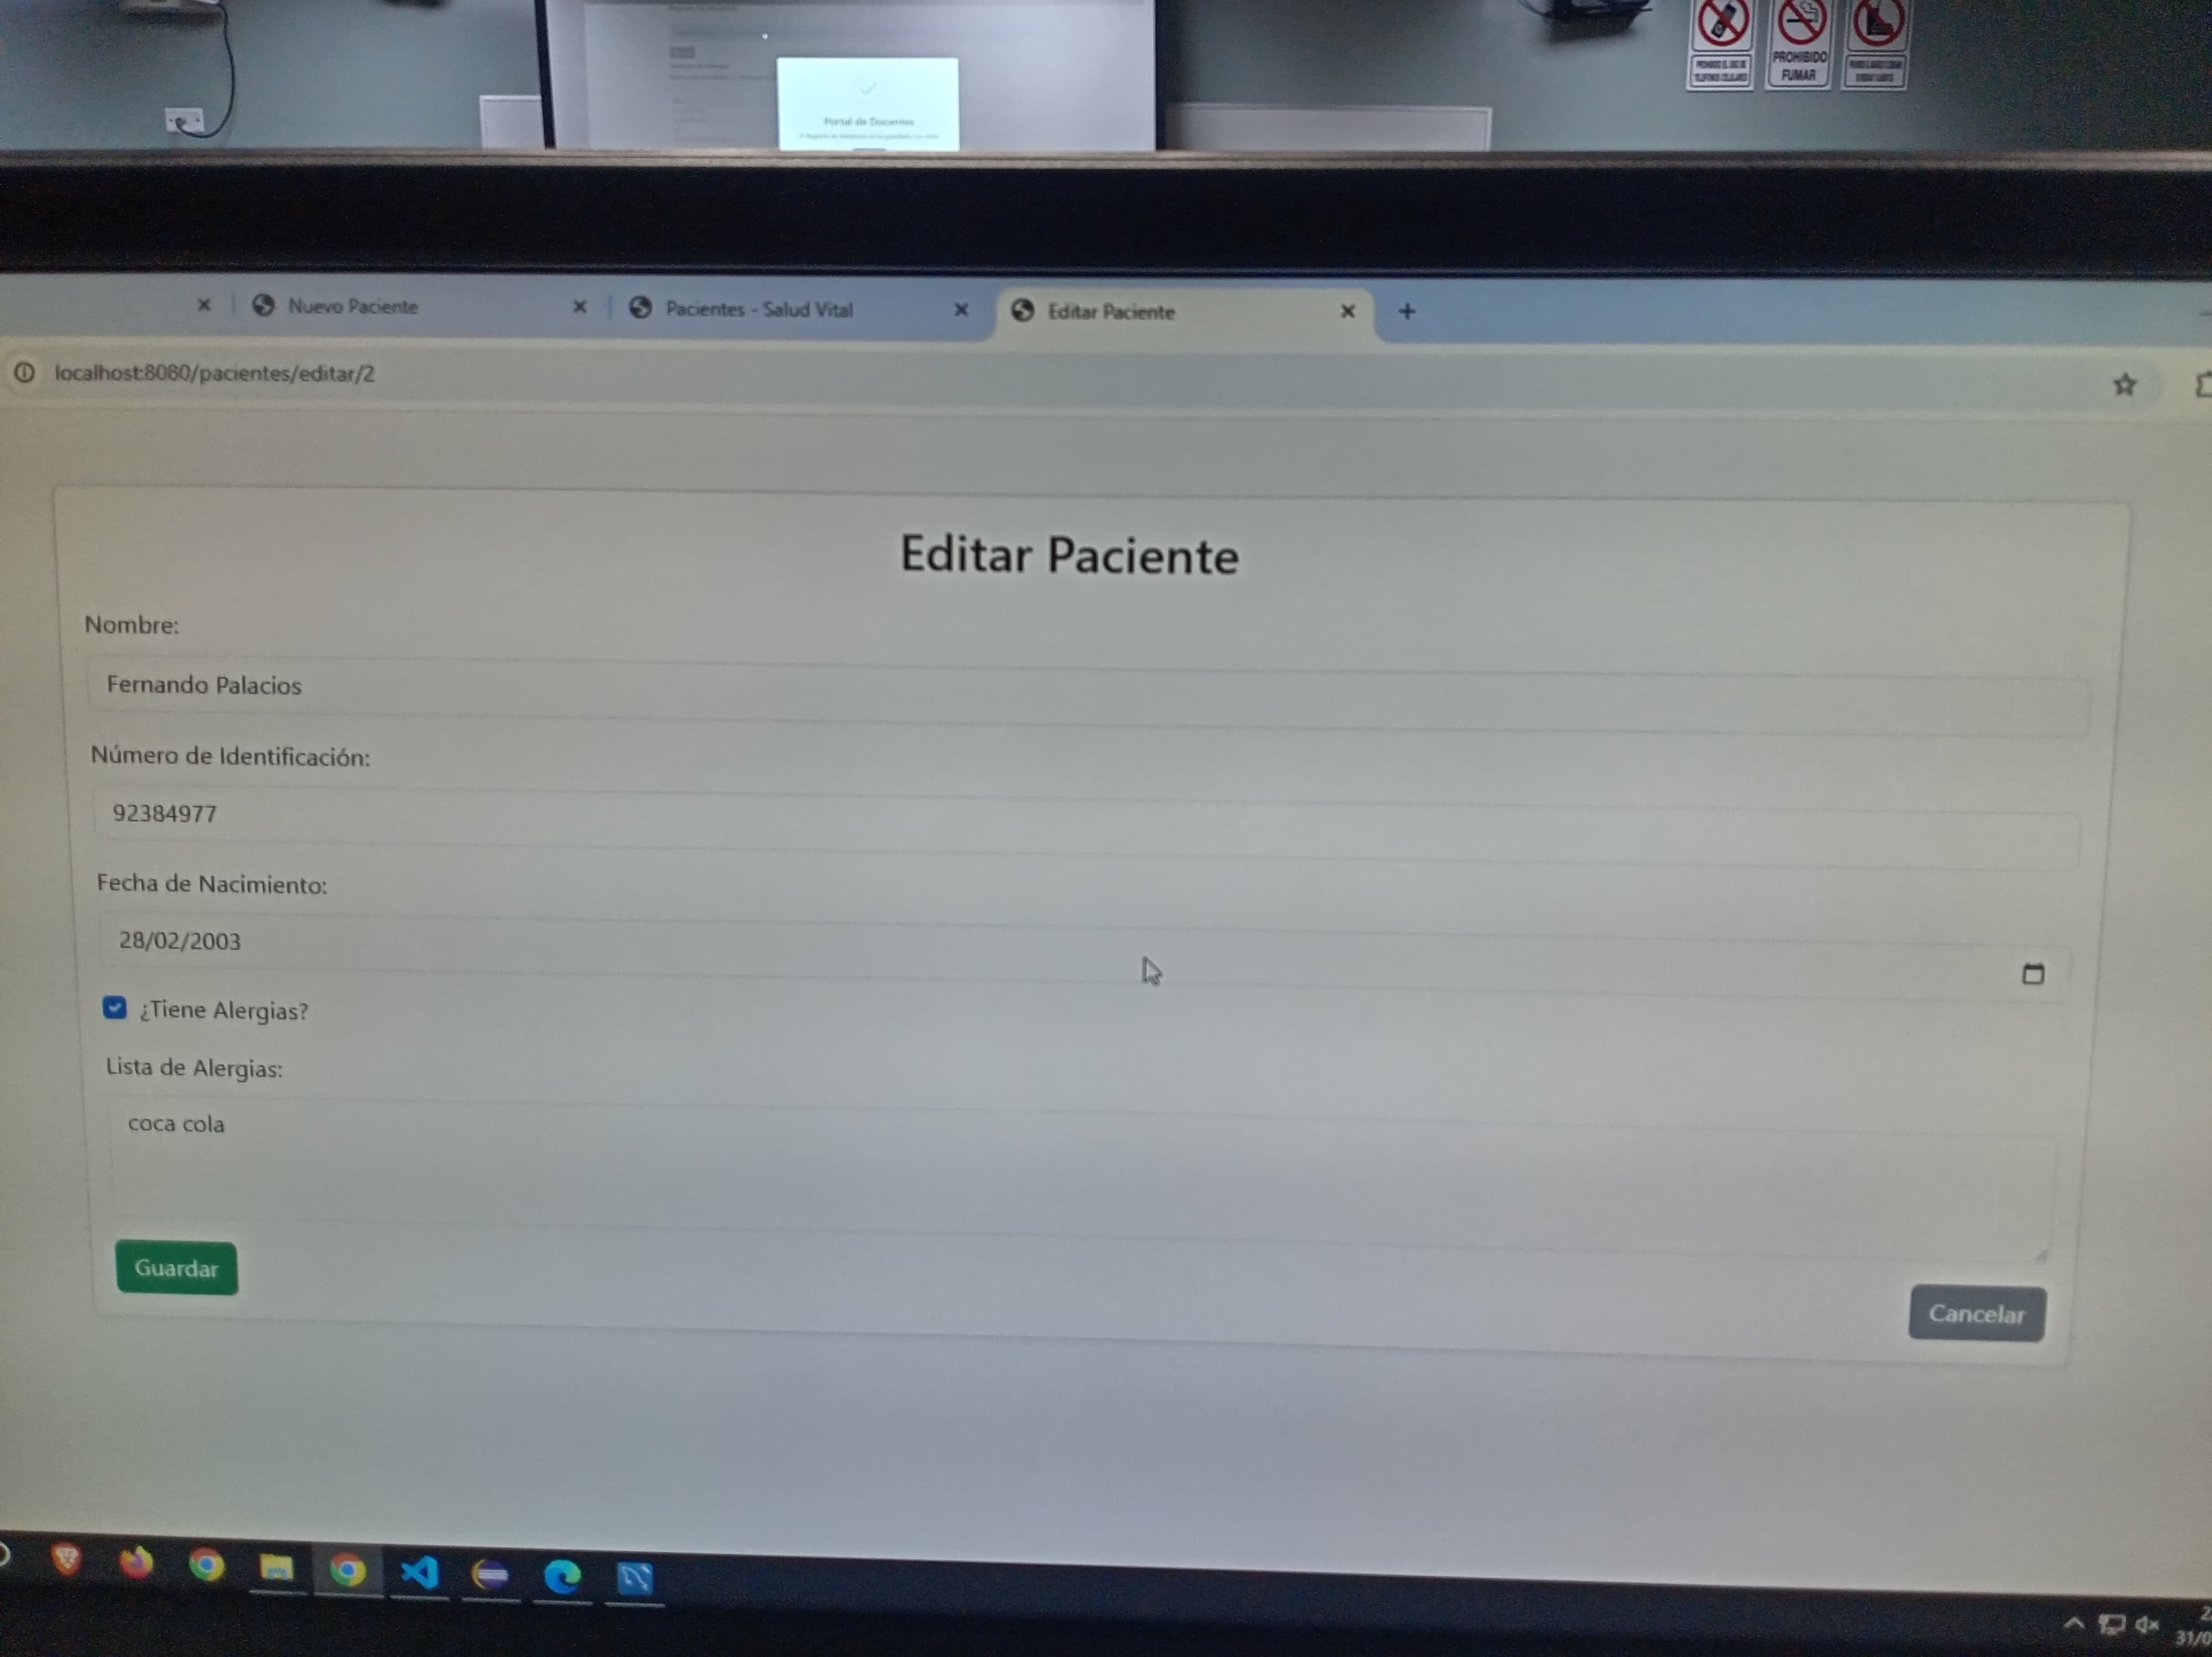 Portal de Docentes
PROHIBIDO
FUMAR
Nuevo Paciente
Pacientes - Salud Vital
Editar Paciente
localhost:8080/pacientes/editar/2
Editar Paciente
Nombre:
Fernando Palacios
Número de Identificación:
92384977
Fecha de Nacimiento:
28/02/2003
¿Tiene Alergias?
Lista de Alergias:
coca cola
Guardar
Cancelar